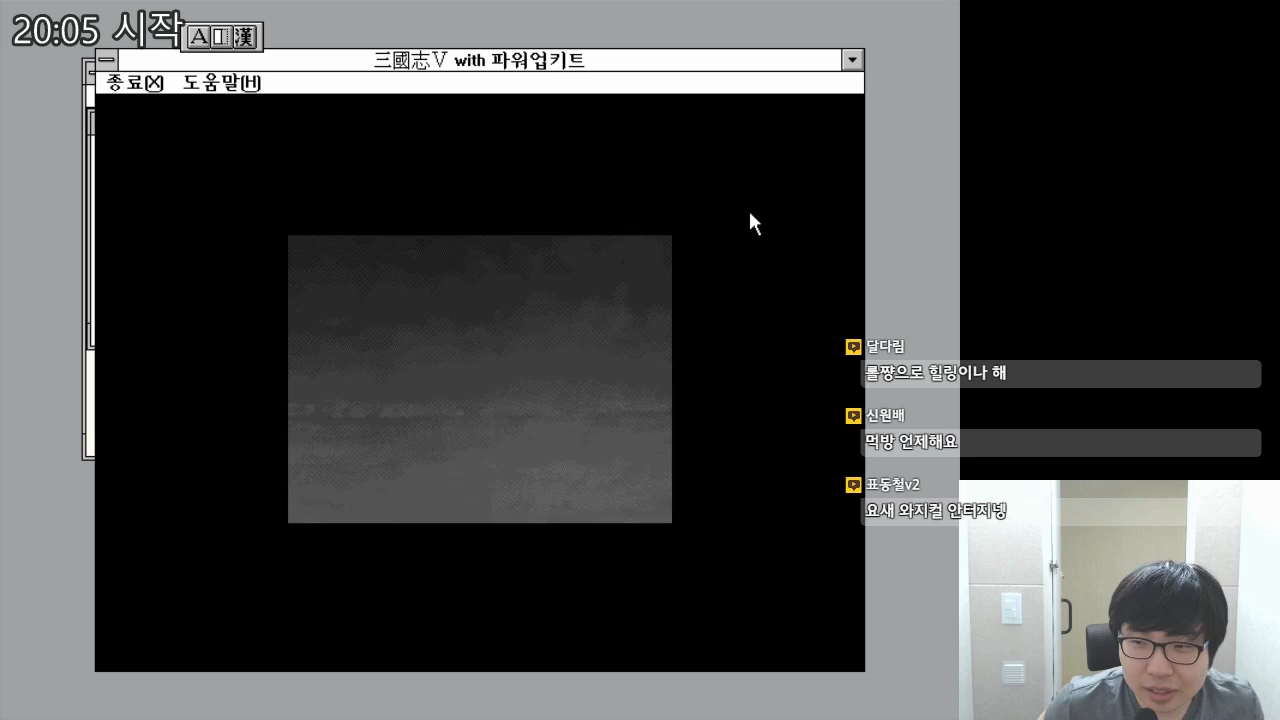 20:05 시작
A 漢
三國志Ⅴ with 파워업키트
종료(X) 도움말(H)
달다림
롤쨩으로 힐링이나 해
신원배
먹방 언제해요
표동철v2
요새 와지컬 안터지넹